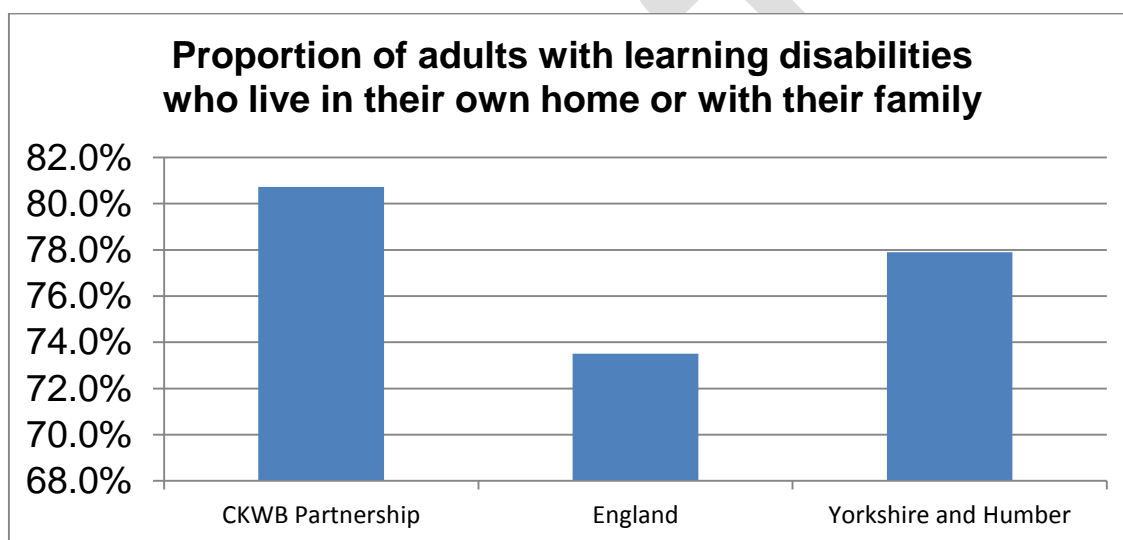 Proportion of adults with learning disabilities
who live in their own home or with their family
82.0%
80.0%
78.0%
76.0%
74.0%
72.0%
70.0%
68.0%
CKWB Partnership England Yorkshire and Humber